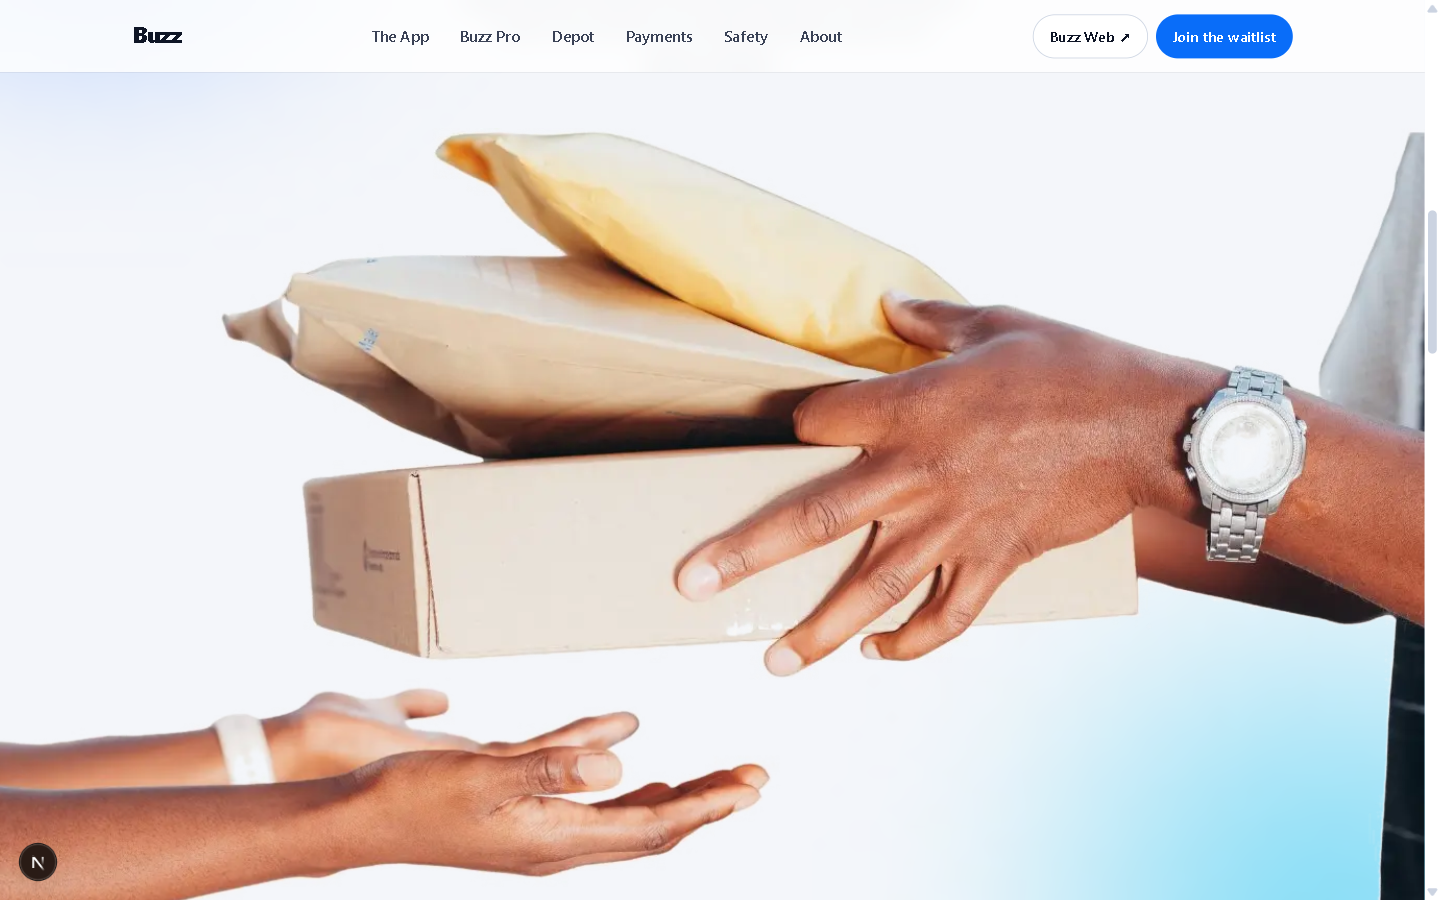 Buzz
The App
Buzz Pro
Depot
Payments
Safety
About
Buzz Web ↗
Join the waitlist
N